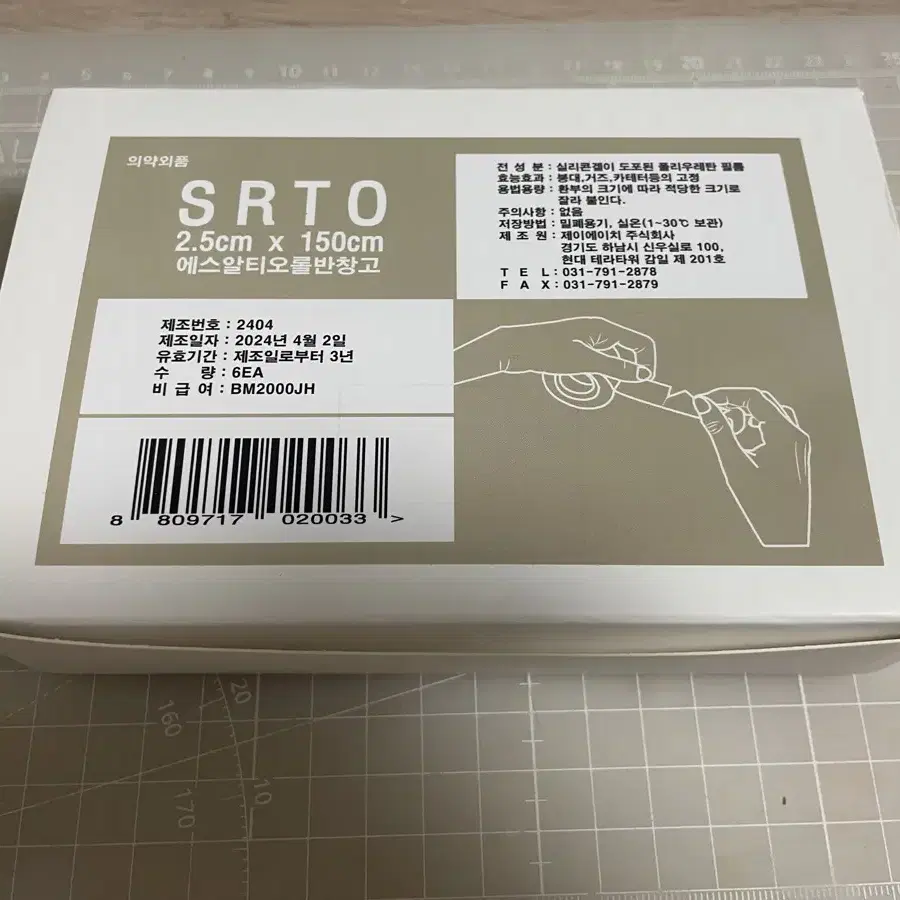 의약외품
SRTO
2.5cm x 150cm
에스알티오롤반창고
전 성 분 : 실리콘겔이 도포된 폴리우레탄 필름
효능효과 : 붕대,거즈,카테터등의 고정
용법용량 : 환부의 크기에 따라 적당한 크기로
잘라 붙인다.
주의사항 : 없음
저장방법 : 밀폐용기, 실온(1~30℃ 보관)
제 조 원 : 제이에이치 주식회사
경기도 하남시 신우실로 100,
현대 테라타워 감일 제 201호
T E L : 031-791-2878
F A X : 031-791-2879
제조번호 : 2404
제조일자 : 2024년 4월 2일
유효기간 : 제조일로부터 3년
수 량 : 6EA
비 급 여 : BM2000JH
8 809717 020033 >
20
160
10
170